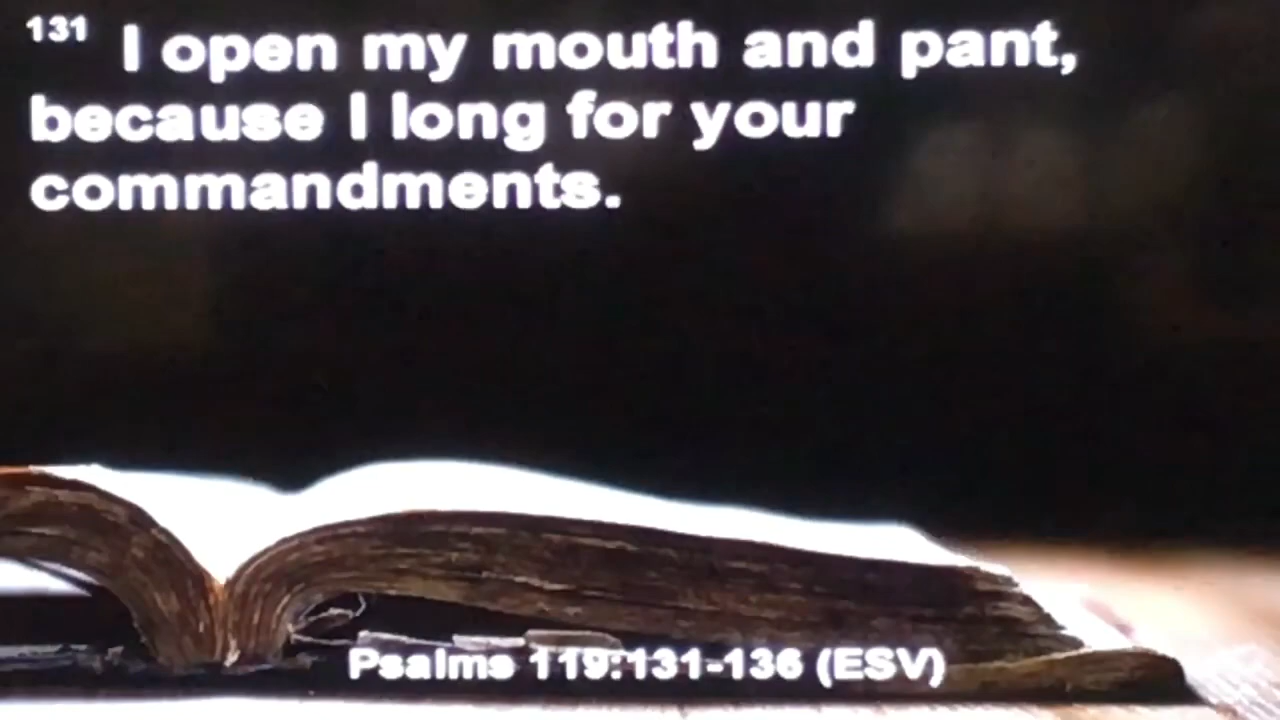 131 I open my mouth and pant,
because I long for your
commandments.
Psalms 119:131-136 (ESV)